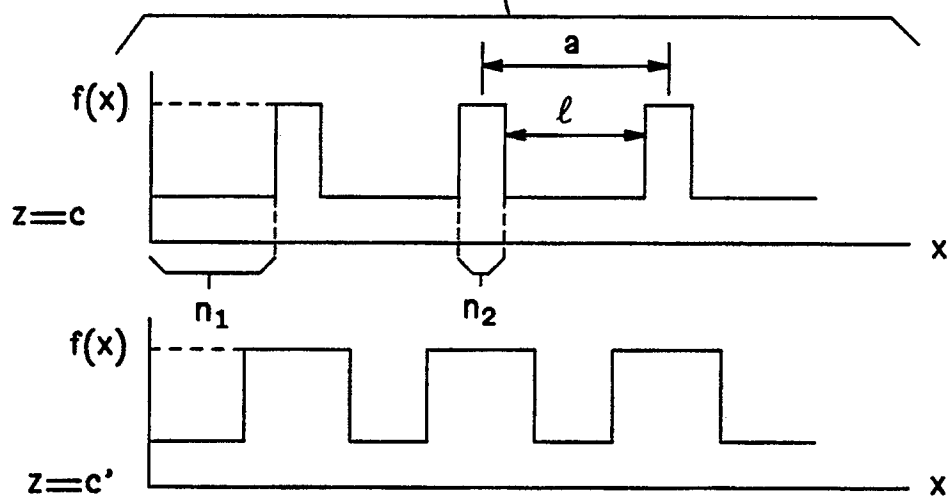 a
f(x)
ℓ
z=c
x
n₁
n₂
f(x)
z=c'
x